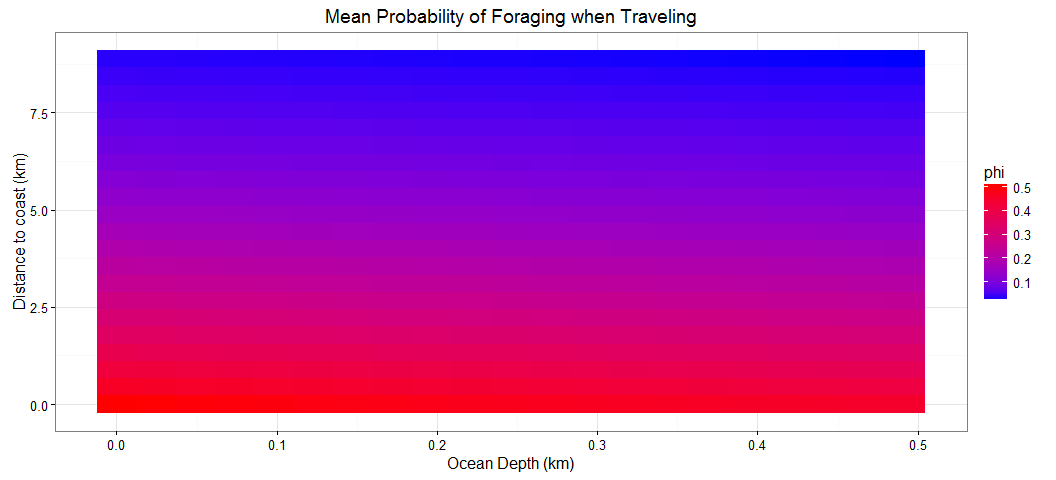 Mean Probability of Foraging when Traveling
Distance to coast (km)
7.5
5.0
2.5
0.0
0.0 0.1 0.2 0.3 0.4 0.5
Ocean Depth (km)
phi
0.5
0.4
0.3
0.2
0.1